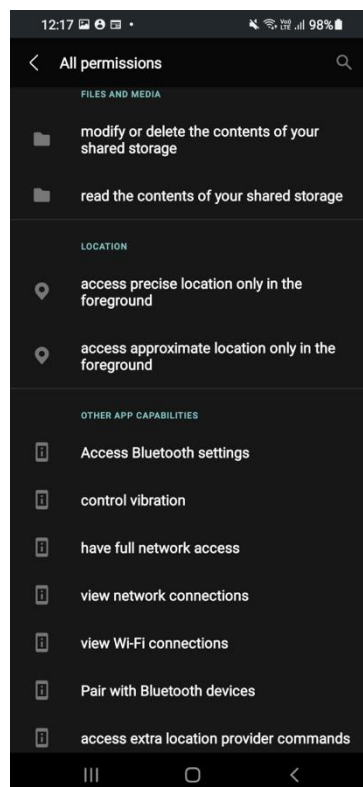 12:17
98%
All permissions
FILES AND MEDIA
modify or delete the contents of your
shared storage
read the contents of your shared storage
LOCATION
access precise location only in the
foreground
access approximate location only in the
foreground
OTHER APP CAPABILITIES
Access Bluetooth settings
control vibration
have full network access
view network connections
view Wi-Fi connections
Pair with Bluetooth devices
access extra location provider commands